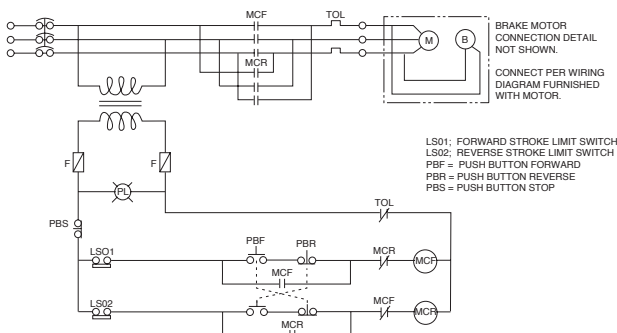 MCF
TOL
BRAKE MOTOR
CONNECTION DETAIL
NOT SHOWN.
M
B
MCR
CONNECT PER WIRING
DIAGRAM FURNISHED
WITH MOTOR.
LS01; FORWARD STROKE LIMIT SWITCH
LS02; REVERSE STROKE LIMIT SWITCH
PBF = PUSH BUTTON FORWARD
PBR = PUSH BUTTON REVERSE
PBS = PUSH BUTTON STOP
F
F
PL
TOL
PBS
LSO1
PBF
PBR
MCR
MCF
MCF
LS02
MCF
MCR
MCR